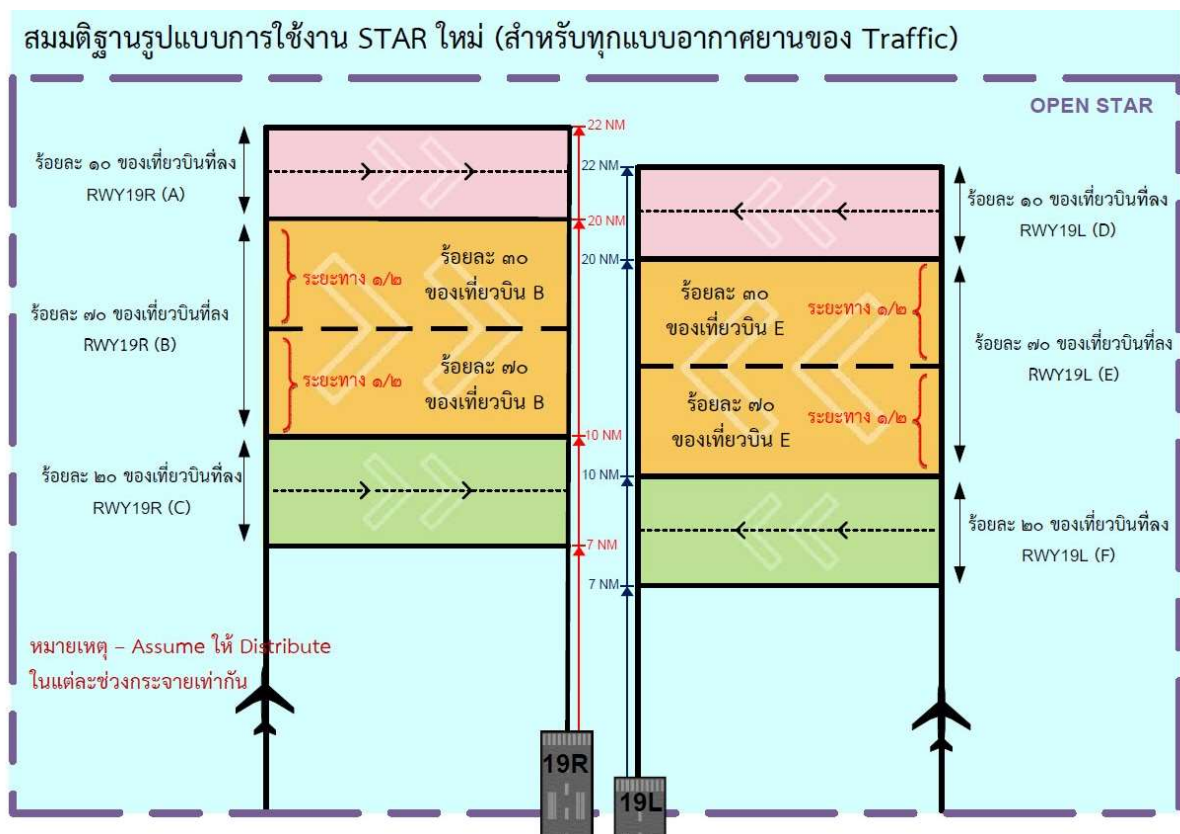 สมมติฐานรูปแบบการใช้งาน STAR ใหม่ (สำหรับทุกแบบอากาศยานของ Traffic)
OPEN STAR
ร้อยละ ๑๐ ของเที่ยวบินที่ลง
RWY19R (A)
ร้อยละ ๗๐ ของเที่ยวบินที่ลง
RWY19R (B)
ร้อยละ ๒๐ ของเที่ยวบินที่ลง
RWY19R (C)
ระยะทาง ๑/๒
ร้อยละ ๓๐
ของเที่ยวบิน B
ระยะทาง ๑/๒
ร้อยละ ๗๐
ของเที่ยวบิน B
22 NM
20 NM
10 NM
7 NM
22 NM
20 NM
10 NM
7 NM
ร้อยละ ๓๐
ของเที่ยวบิน E
ระยะทาง ๑/๒
ร้อยละ ๗๐
ของเที่ยวบิน E
ระยะทาง ๑/๒
ร้อยละ ๑๐ ของเที่ยวบินที่ลง
RWY19L (D)
ร้อยละ ๗๐ ของเที่ยวบินที่ลง
RWY19L (E)
ร้อยละ ๒๐ ของเที่ยวบินที่ลง
RWY19L (F)
หมายเหตุ – Assume ให้ Distribute
ในแต่ละช่วงกระจายเท่ากัน
19R
19L